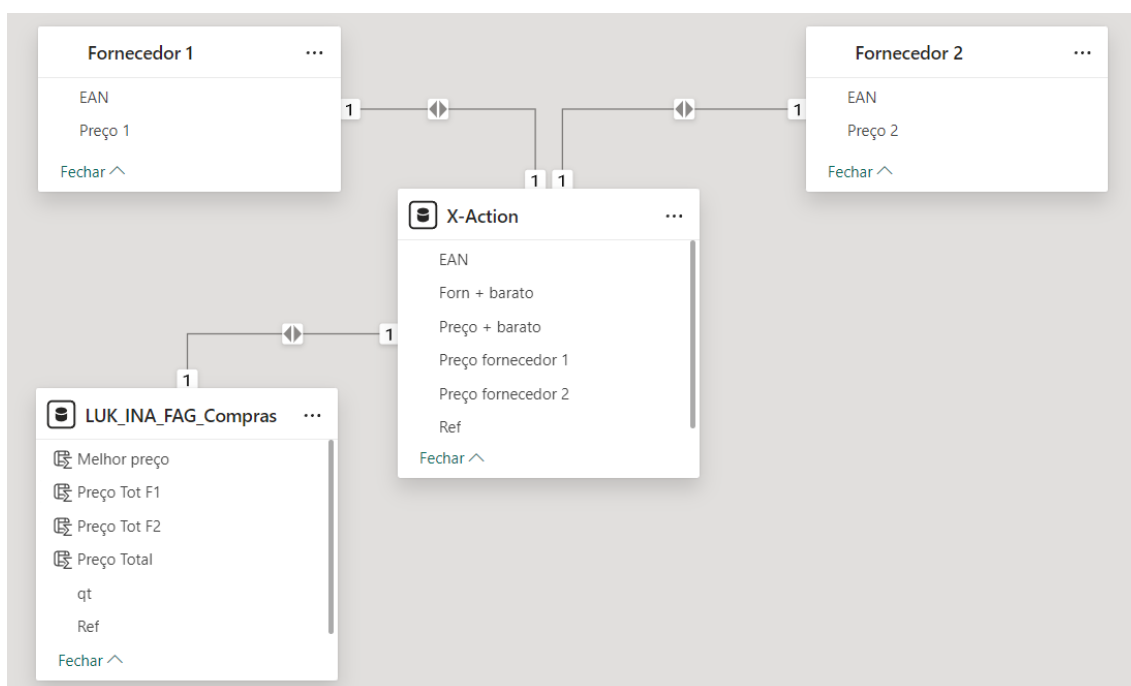 Fornecedor 1 ...
EAN
Preço 1
Fechar
Fornecedor 2 ...
EAN
Preço 2
Fechar
1
1
1 1
X-Action ...
EAN
Forn + barato
Preço + barato
Preço fornecedor 1
Preço fornecedor 2
Ref
Fechar
1
1
LUK_INA_FAG_Compras ...
Melhor preço
Preço Tot F1
Preço Tot F2
Preço Total
qt
Ref
Fechar